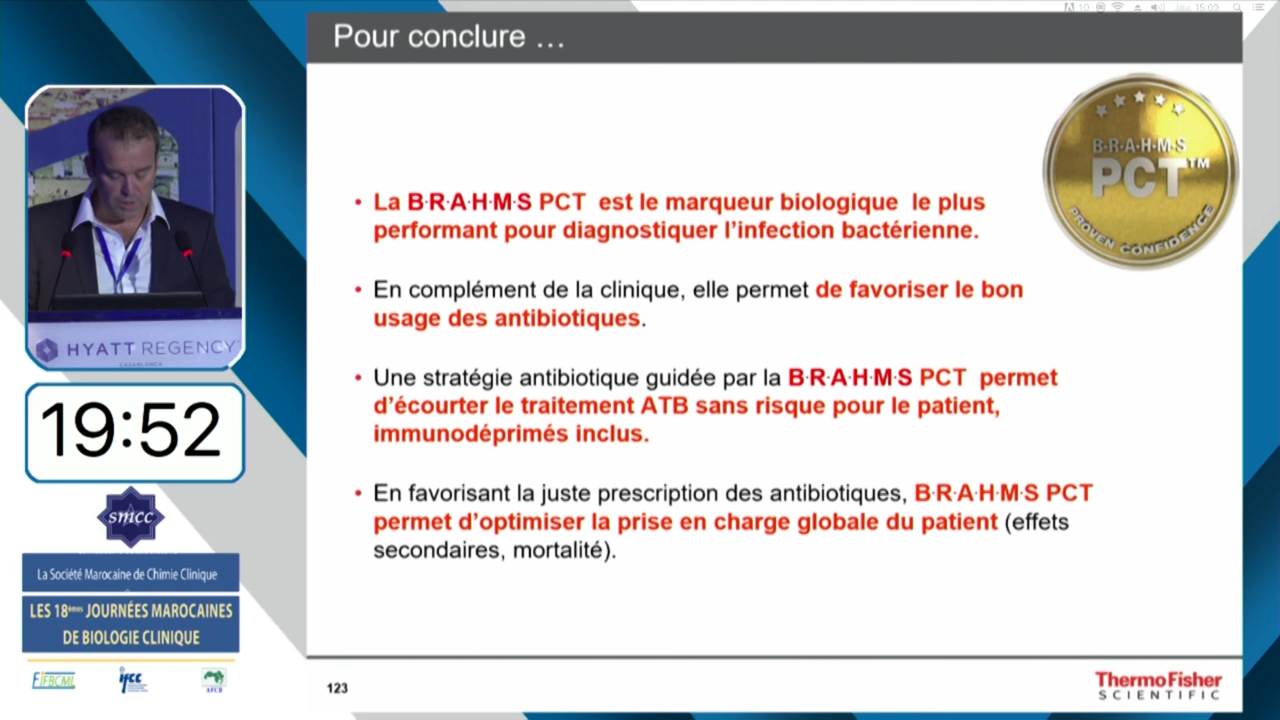 Pour conclure …
B·R·A·H·M·S
PCT™
PROVEN CONFIDENCE
• La B·R·A·H·M·S PCT est le marqueur biologique le plus
performant pour diagnostiquer l’infection bactérienne.
• En complément de la clinique, elle permet de favoriser le bon
usage des antibiotiques.
• Une stratégie antibiotique guidée par la B·R·A·H·M·S PCT permet
d’écourter le traitement ATB sans risque pour le patient,
immunodéprimés inclus.
• En favorisant la juste prescription des antibiotiques, B·R·A·H·M·S PCT
permet d’optimiser la prise en charge globale du patient (effets
secondaires, mortalité).
123
ThermoFisher
SCIENTIFIC
HYATT REGENCY
CASABLANCA
19:52
smcc
La Société Marocaine de Chimie Clinique
LES 18èmes JOURNÉES MAROCAINES
DE BIOLOGIE CLINIQUE
FIFBCML
ifcc
AFCB